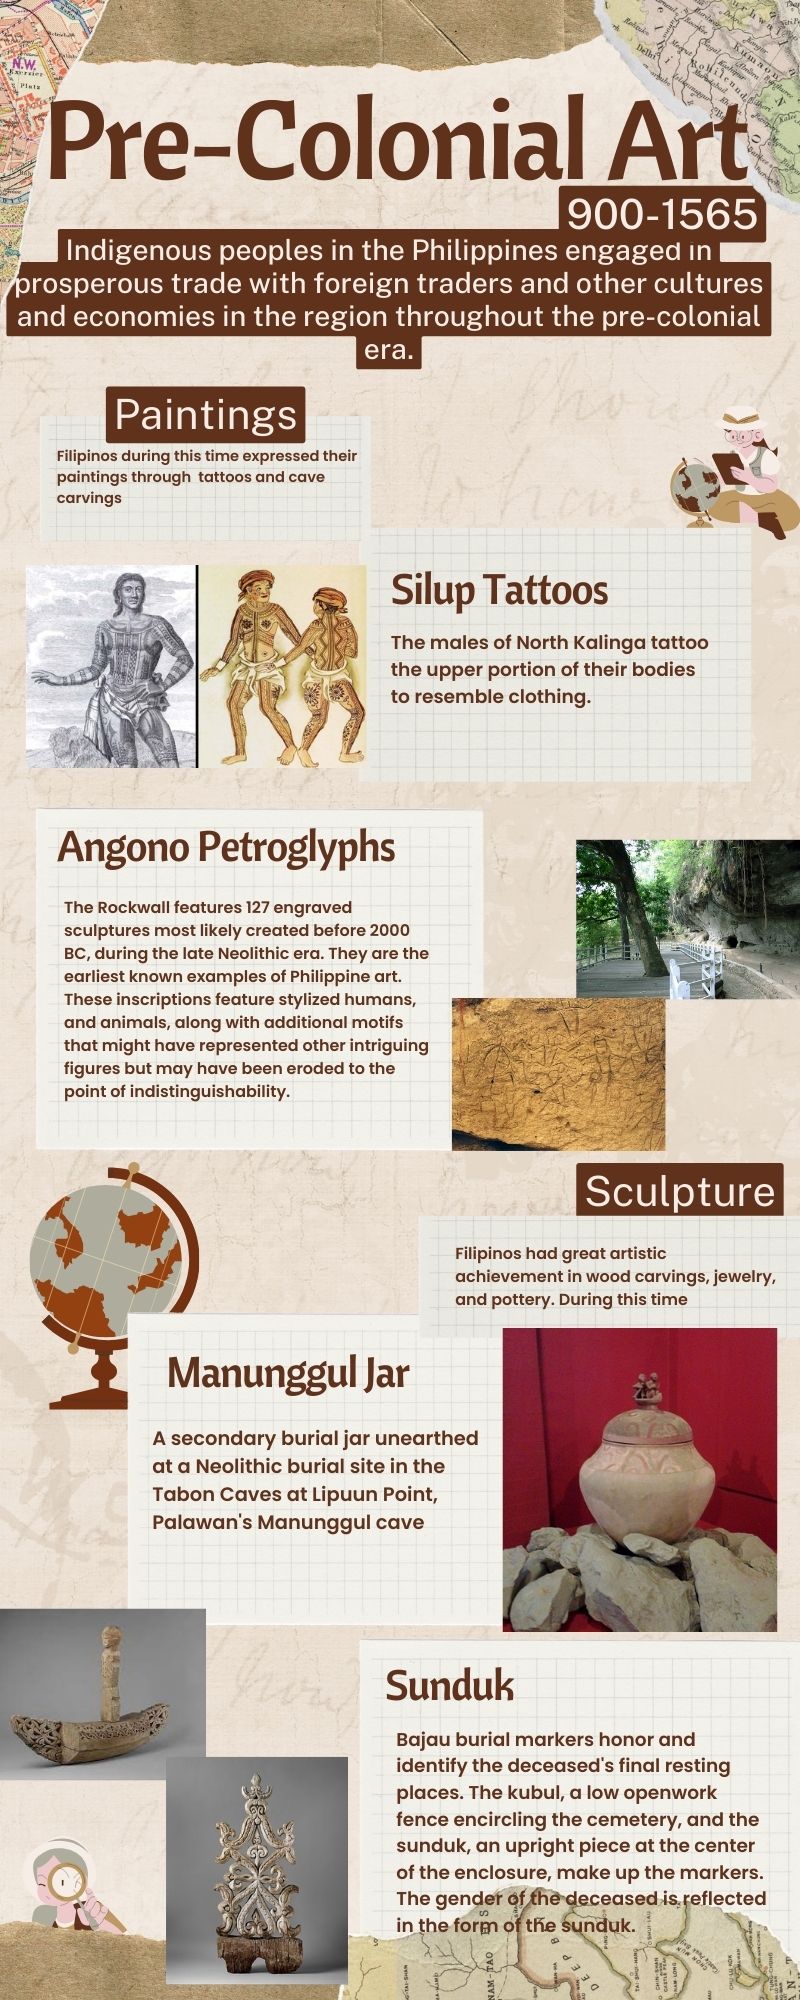 N.W.
Exerzier
Platz
Delhi
Rohilc
Kumaon
Pre-Colonial Art
900-1565
Indigenous peoples in the Philippines engaged in
prosperous trade with foreign traders and other cultures
and economies in the region throughout the pre-colonial
era.
Paintings
Filipinos during this time expressed their
paintings through tattoos and cave
carvings
Silup Tattoos
The males of North Kalinga tattoo
the upper portion of their bodies
to resemble clothing.
Angono Petroglyphs
The Rockwall features 127 engraved
sculptures most likely created before 2000
BC, during the late Neolithic era. They are the
earliest known examples of Philippine art.
These inscriptions feature stylized humans,
and animals, along with additional motifs
that might have represented other intriguing
figures but may have been eroded to the
point of indistinguishability.
Sculpture
Filipinos had great artistic
achievement in wood carvings, jewelry,
and pottery. During this time
Manunggul Jar
A secondary burial jar unearthed
at a Neolithic burial site in the
Tabon Caves at Lipuun Point,
Palawan's Manunggul cave
Sunduk
Bajau burial markers honor and
identify the deceased's final resting
places. The kubul, a low openwork
fence encircling the cemetery, and the
sunduk, an upright piece at the center
of the enclosure, make up the markers.
The gender of the deceased is reflected
in the form of the sunduk.